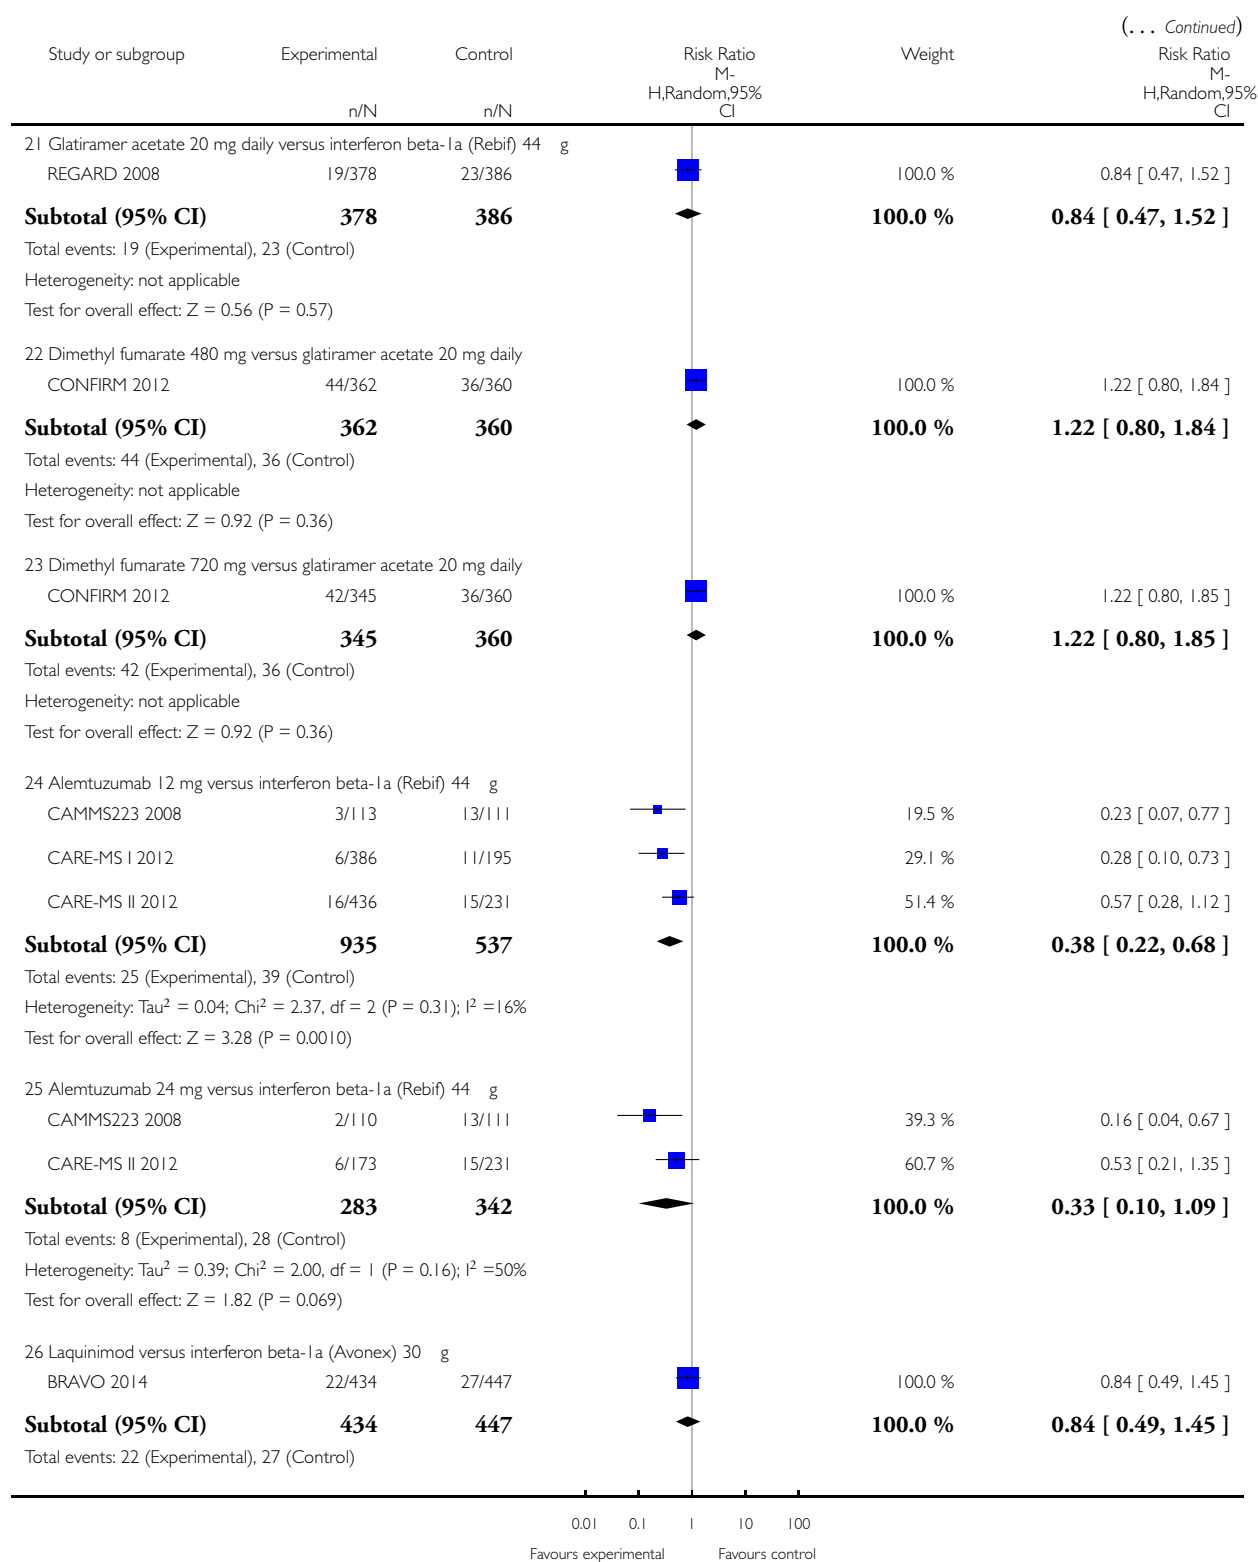 (... Continued)
Study or subgroup Experimental Control Risk Ratio Weight Risk Ratio
M- M-
H,Random,95% H,Random,95%
n/N n/N CI CI
21 Glatiramer acetate 20 mg daily versus interferon beta-1a (Rebif) 44 g
REGARD 2008 19/378 23/386 100.0 % 0.84 [ 0.47, 1.52 ]
Subtotal (95% CI) 378 386 100.0 % 0.84 [ 0.47, 1.52 ]
Total events: 19 (Experimental), 23 (Control)
Heterogeneity: not applicable
Test for overall effect: Z = 0.56 (P = 0.57)
22 Dimethyl fumarate 480 mg versus glatiramer acetate 20 mg daily
CONFIRM 2012 44/362 36/360 100.0 % 1.22 [ 0.80, 1.84 ]
Subtotal (95% CI) 362 360 100.0 % 1.22 [ 0.80, 1.84 ]
Total events: 44 (Experimental), 36 (Control)
Heterogeneity: not applicable
Test for overall effect: Z = 0.92 (P = 0.36)
23 Dimethyl fumarate 720 mg versus glatiramer acetate 20 mg daily
CONFIRM 2012 42/345 36/360 100.0 % 1.22 [ 0.80, 1.85 ]
Subtotal (95% CI) 345 360 100.0 % 1.22 [ 0.80, 1.85 ]
Total events: 42 (Experimental), 36 (Control)
Heterogeneity: not applicable
Test for overall effect: Z = 0.92 (P = 0.36)
24 Alemtuzumab 12 mg versus interferon beta-1a (Rebif) 44 g
CAMMS223 2008 3/113 13/111 19.5 % 0.23 [ 0.07, 0.77 ]
CARE-MS I 2012 6/386 11/195 29.1 % 0.28 [ 0.10, 0.73 ]
CARE-MS II 2012 16/436 15/231 51.4 % 0.57 [ 0.28, 1.12 ]
Subtotal (95% CI) 935 537 100.0 % 0.38 [ 0.22, 0.68 ]
Total events: 25 (Experimental), 39 (Control)
Heterogeneity: Tau² = 0.04; Chi² = 2.37, df = 2 (P = 0.31); I² =16%
Test for overall effect: Z = 3.28 (P = 0.0010)
25 Alemtuzumab 24 mg versus interferon beta-1a (Rebif) 44 g
CAMMS223 2008 2/110 13/111 39.3 % 0.16 [ 0.04, 0.67 ]
CARE-MS II 2012 6/173 15/231 60.7 % 0.53 [ 0.21, 1.35 ]
Subtotal (95% CI) 283 342 100.0 % 0.33 [ 0.10, 1.09 ]
Total events: 8 (Experimental), 28 (Control)
Heterogeneity: Tau² = 0.39; Chi² = 2.00, df = 1 (P = 0.16); I² =50%
Test for overall effect: Z = 1.82 (P = 0.069)
26 Laquinimod versus interferon beta-1a (Avonex) 30 g
BRAVO 2014 22/434 27/447 100.0 % 0.84 [ 0.49, 1.45 ]
Subtotal (95% CI) 434 447 100.0 % 0.84 [ 0.49, 1.45 ]
Total events: 22 (Experimental), 27 (Control)
0.01 0.1 1 10 100
Favours experimental Favours control